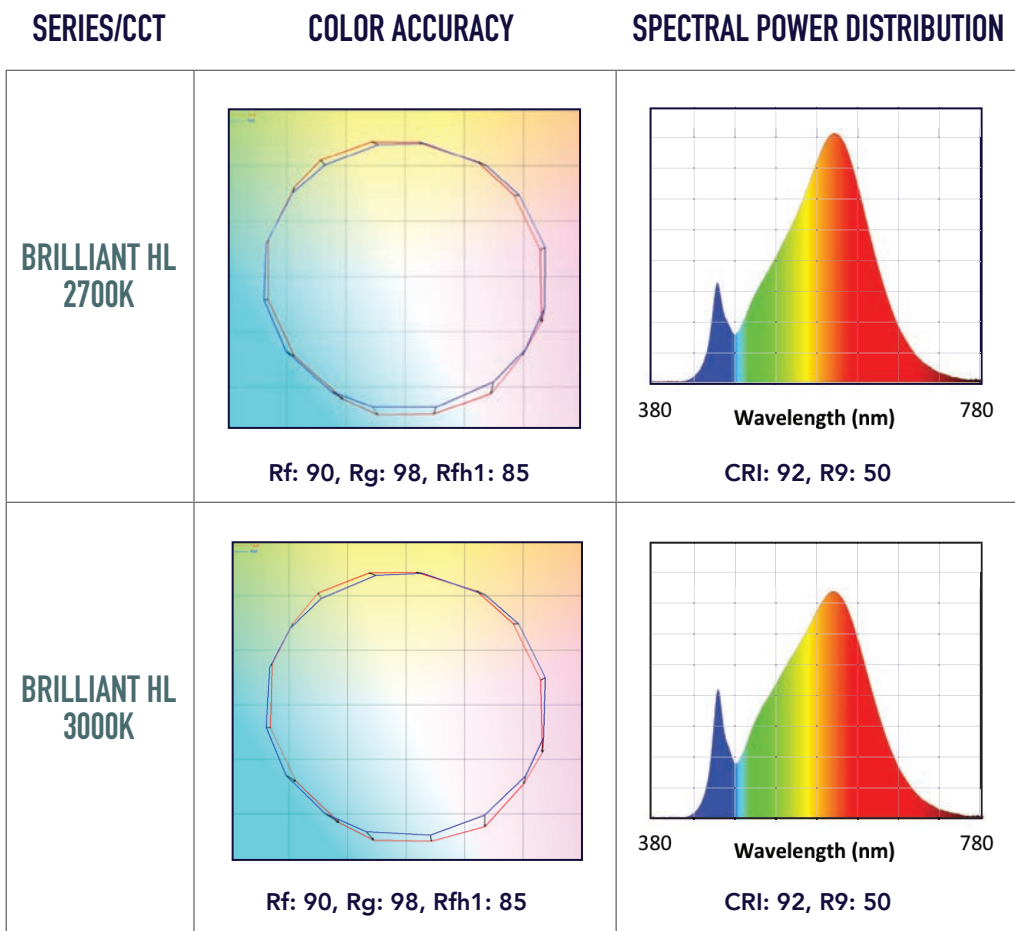 SERIES/CCT
COLOR ACCURACY
SPECTRAL POWER DISTRIBUTION
BRILLIANT HL
2700K
380
780
Wavelength (nm)
Rf: 90, Rg: 98, Rfh1: 85
CRI: 92, R9: 50
BRILLIANT HL
3000K
380
780
Wavelength (nm)
Rf: 90, Rg: 98, Rfh1: 85
CRI: 92, R9: 50